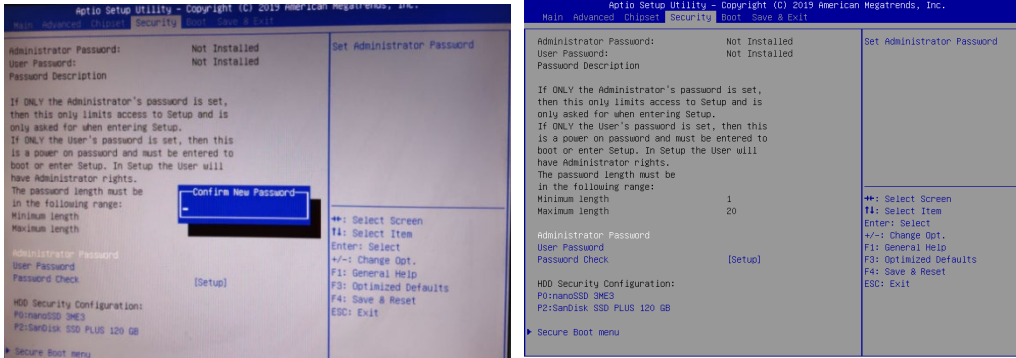 Aptio Setup Utility - Copyright (C) 2019 American Megatrends, Inc.
Main Advanced Chipset Security Boot Save & Exit
Administrator Password: Not Installed
User Password: Not Installed
Password Description
If ONLY the Administrator's password is set,
then this only limits access to Setup and is
only asked for when entering Setup.
If ONLY the User's password is set, then this
is a power on password and must be entered to
boot or enter Setup. In Setup the User will
have Administrator rights.
The password length must be
in the following range:
Minimum length
Maximum length
Confirm New Password
Administrator Password
User Password
Password Check [Setup]
HDD Security Configuration:
P0:nanoSSD 3ME3
P2:SanDisk SSD PLUS 120 GB
Secure Boot menu
Set Administrator Password
↔: Select Screen
↑↓: Select Item
Enter: Select
+/-: Change Opt.
F1: General Help
F3: Optimized Defaults
F4: Save & Reset
ESC: Exit
Aptio Setup Utility - Copyright (C) 2019 American Megatrends, Inc.
Main Advanced Chipset Security Boot Save & Exit
Administrator Password: Not Installed
User Password: Not Installed
Password Description
If ONLY the Administrator's password is set,
then this only limits access to Setup and is
only asked for when entering Setup.
If ONLY the User's password is set, then this
is a power on password and must be entered to
boot or enter Setup. In Setup the User will
have Administrator rights.
The password length must be
in the following range:
Minimum length 1
Maximum length 20
Administrator Password
User Password
Password Check [Setup]
HDD Security Configuration:
P0:nanoSSD 3ME3
P2:SanDisk SSD PLUS 120 GB
Secure Boot menu
Set Administrator Password
↔: Select Screen
↑↓: Select Item
Enter: Select
+/-: Change Opt.
F1: General Help
F3: Optimized Defaults
F4: Save & Reset
ESC: Exit